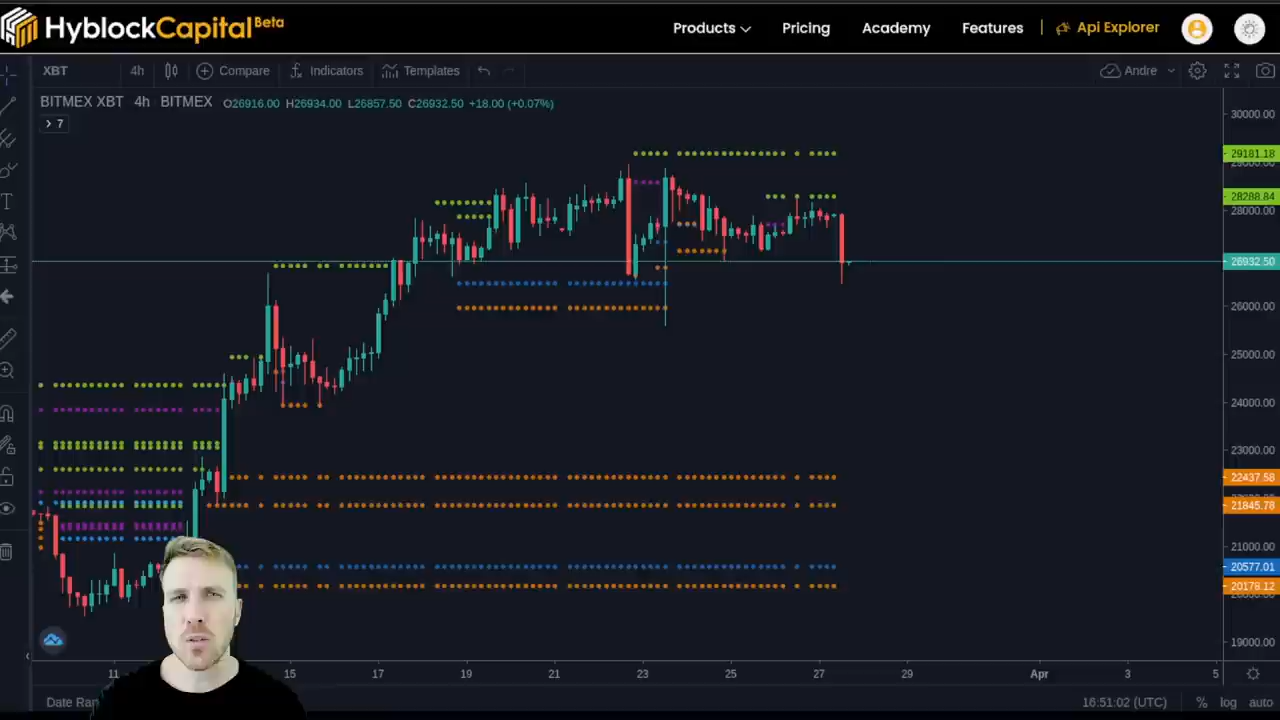 HyblockCapital Beta
Products Pricing Academy Features Api Explorer
XBT 4h Compare Indicators Templates Andre
BITMEX XBT 4h BITMEX O26916.00 H26934.00 L26857.50 C26932.50 +18.00 (+0.07%)
> 7
30000.00
29181.18
29000.00
28288.84
28000.00
26932.50
26000.00
25000.00
24000.00
23000.00
22437.58
21845.78
21000.00
20577.01
20178.12
19000.00
11 15 17 19 21 23 25 27 29 Apr 3 5
Date Ran 16:51:02 (UTC) % log auto